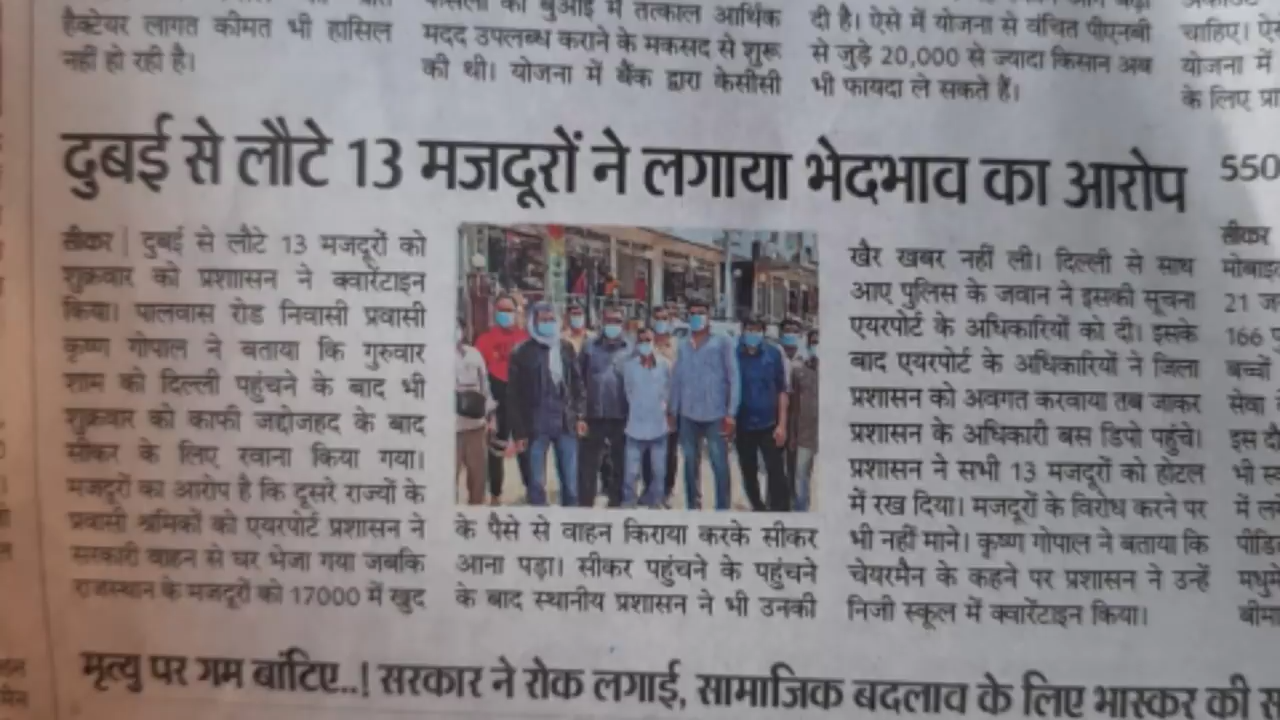 हैक्टेयर लागत कीमत भी हासिल
नहीं हो रही है।
मदद उपलब्ध कराने के मकसद से शुरू
की थी। योजना में बैंक द्वारा केसीसी
दी है। ऐसे में योजना से वंचित पीएनबी
से जुड़े 20,000 से ज्यादा किसान अब
भी फायदा ले सकते हैं।
चाहिए।
योजना में
के लिए
दुबई से लौटे 13 मजदूरों ने लगाया भेदभाव का आरोप
सीकर | दुबई से लौटे 13 मजदूरों को
शुक्रवार को प्रशाासन ने क्वारेंटाइन
किया। पालवास रोड निवासी प्रवासी
कृष्ण गोपाल ने बताया कि गुरुवार
शाम को दिल्ली पहुंचने के बाद भी
शुक्रवार को काफी जद्दोजहद के बाद
सीकर के लिए रवाना किया गया।
मजदूरों का आरोप है कि दूसरे राज्यों के
प्रवासी श्रमिकों को एयरपोर्ट प्रशासन ने
सरकारी वाहन से घर भेजा गया जबकि
राजस्थान के मजदूरों को 17000 में खुद
के पैसे से वाहन किराया करके सीकर
आना पड़ा। सीकर पहुंचने के पहुंचने
के बाद स्थानीय प्रशासन ने भी उनकी
खैर खबर नहीं ली। दिल्ली से साथ
आए पुलिस के जवान ने इसकी सूचना
एयरपोर्ट के अधिकारियों को दी। इसके
बाद एयरपोर्ट के अधिकारियों ने जिला
प्रशासन को अवगत करवाया तब जाकर
प्रशासन के अधिकारी बस डिपो पहुंचे।
प्रशासन ने सभी 13 मजदूरों को होटल
में रख दिया। मजदूरों के विरोध करने पर
भी नहीं माने। कृष्ण गोपाल ने बताया कि
चेयरमैन के कहने पर प्रशासन ने उन्हें
निजी स्कूल में क्वारेंटाइन किया।
550
सीकर
21
166
बच्चों
सेवा
इस
भी
में
मृत्यु पर गम बांटिए..! सरकार ने रोक लगाई, सामाजिक बदलाव के लिए भास्कर की